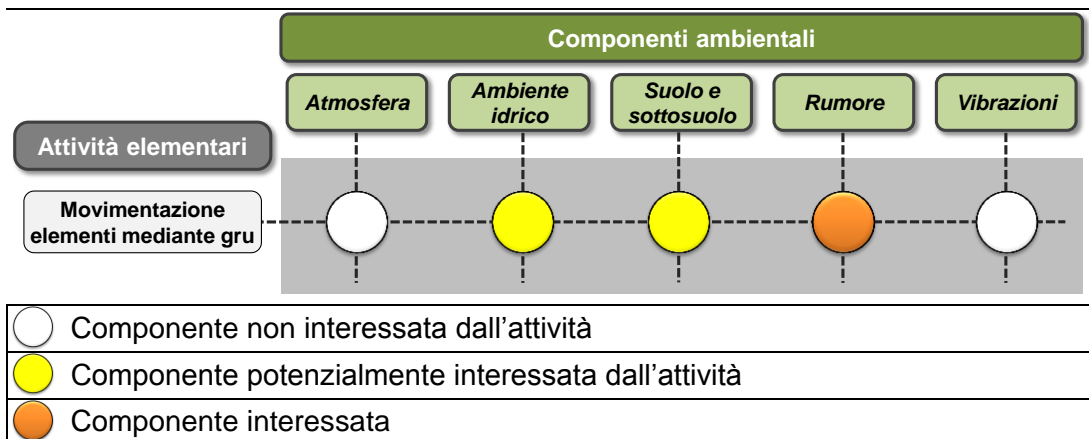 Componenti ambientali
Atmosfera
Ambiente
idrico
Suolo e
sottosuolo
Rumore
Vibrazioni
Attività elementari
Movimentazione
elementi mediante gru
Componente non interessata dall'attività
Componente potenzialmente interessata dall'attività
Componente interessata